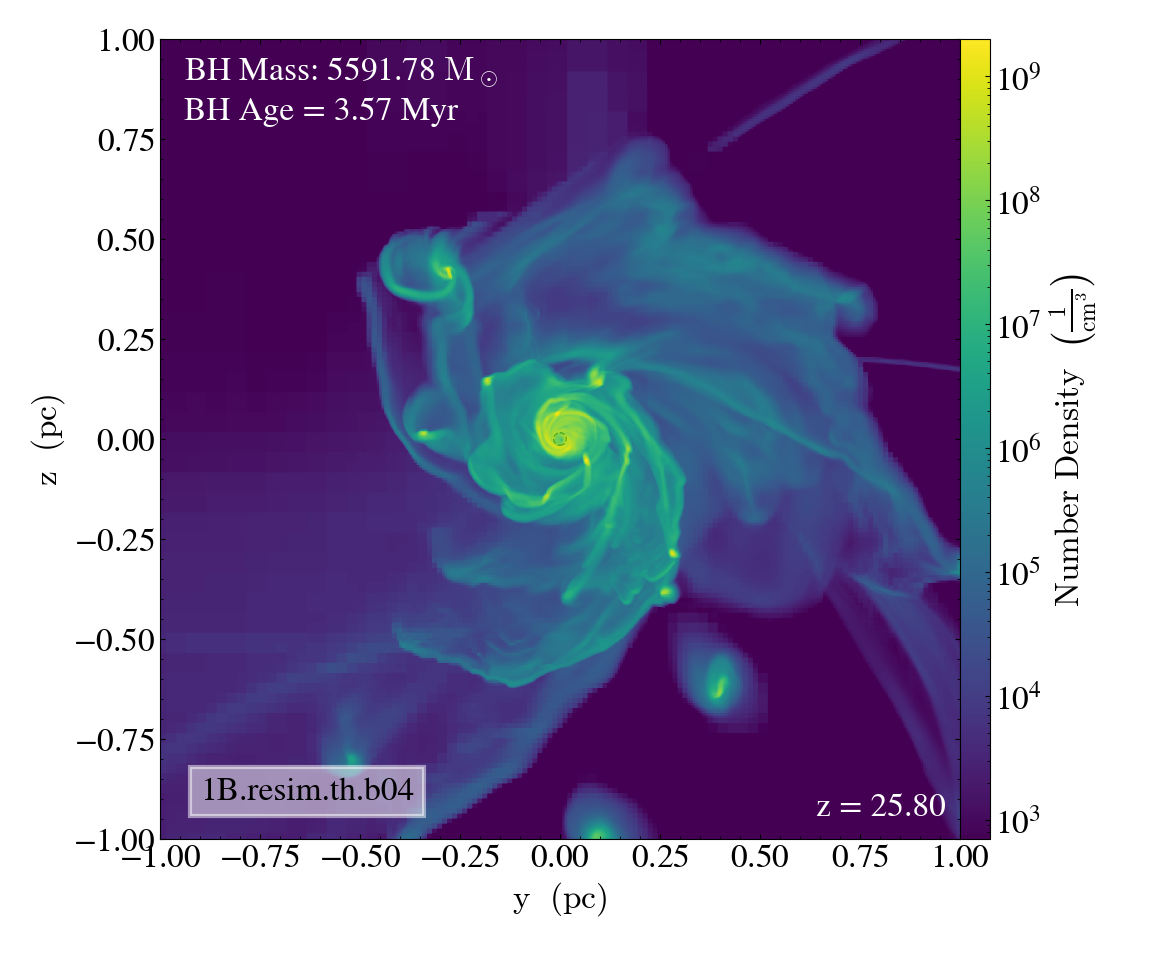 BH Mass: 5591.78 M☉
BH Age = 3.57 Myr
1B.resim.th.b04
z = 25.80
1.00
0.75
0.50
0.25
0.00
−0.25
−0.50
−0.75
−1.00
z (pc)
−1.00 −0.75 −0.50 −0.25 0.00 0.25 0.50 0.75 1.00
y (pc)
10⁹
10⁸
10⁷
10⁶
10⁵
10⁴
10³
Number Density (1/cm³)